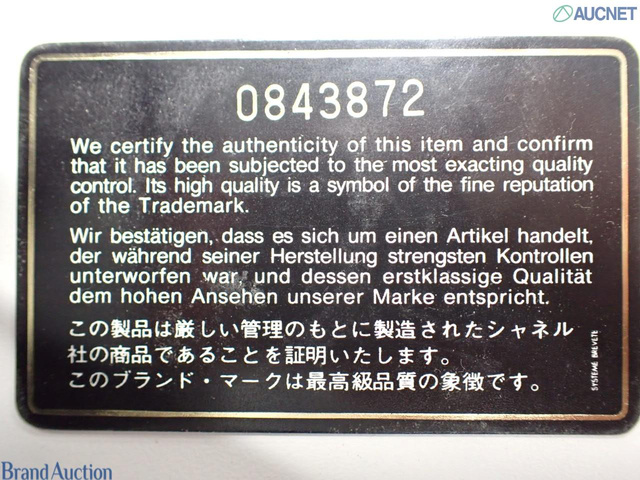 AUCNET
0843872
We certify the authenticity of this item and confirm
that it has been subjected to the most exacting quality
control. Its high quality is a symbol of the fine reputation
of the Trademark.
Wir bestätigen, dass es sich um einen Artikel handelt,
der während seiner Herstellung strengsten Kontrollen
unterworfen war, und dessen erstklassige Qualität
dem hohen Ansehen unserer Marke entspricht.
この製品は厳しい管理のもとに製造されたシャネル
社の商品であることを証明いたします。
このブランド・マークは最高級品質の象徴です。
SYSTEME BREVETE
Brand Auction